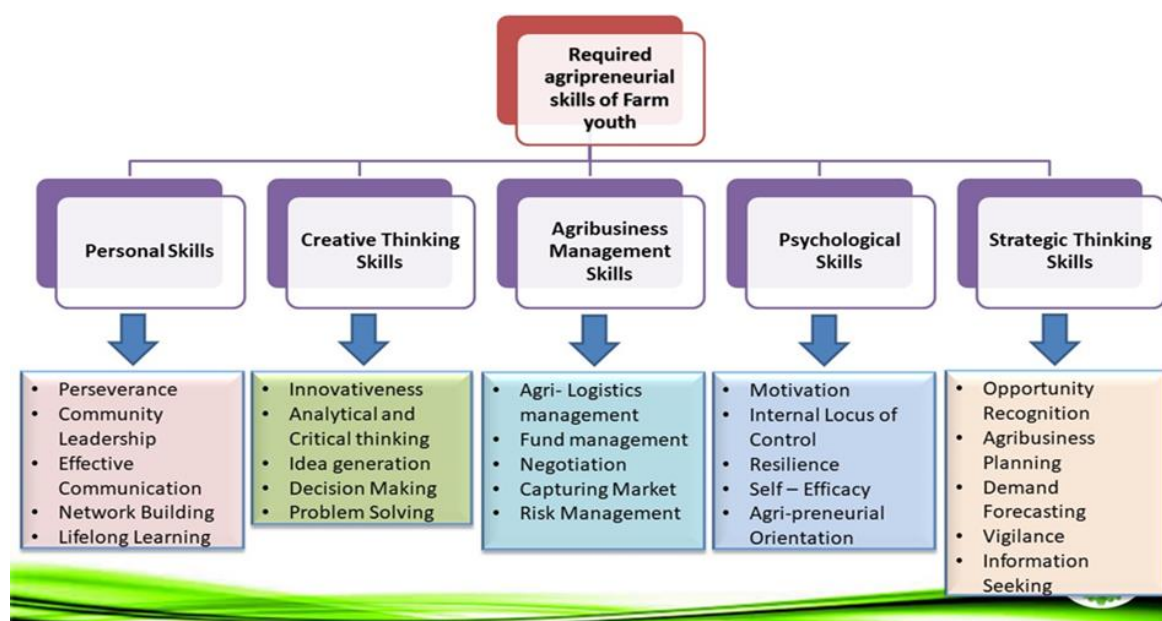 Required
agripreneurial
skills of Farm
youth
Personal Skills
Creative Thinking
Skills
Agribusiness
Management
Skills
Psychological
Skills
Strategic Thinking
Skills
• Perseverance
• Community
Leadership
• Effective
Communication
• Network Building
• Lifelong Learning
• Innovativeness
• Analytical and
Critical thinking
• Idea generation
• Decision Making
• Problem Solving
• Agri- Logistics
management
• Fund management
• Negotiation
• Capturing Market
• Risk Management
• Motivation
• Internal Locus of
Control
• Resilience
• Self – Efficacy
• Agri-preneurial
Orientation
• Opportunity
Recognition
• Agribusiness
Planning
• Demand
Forecasting
• Vigilance
• Information
Seeking